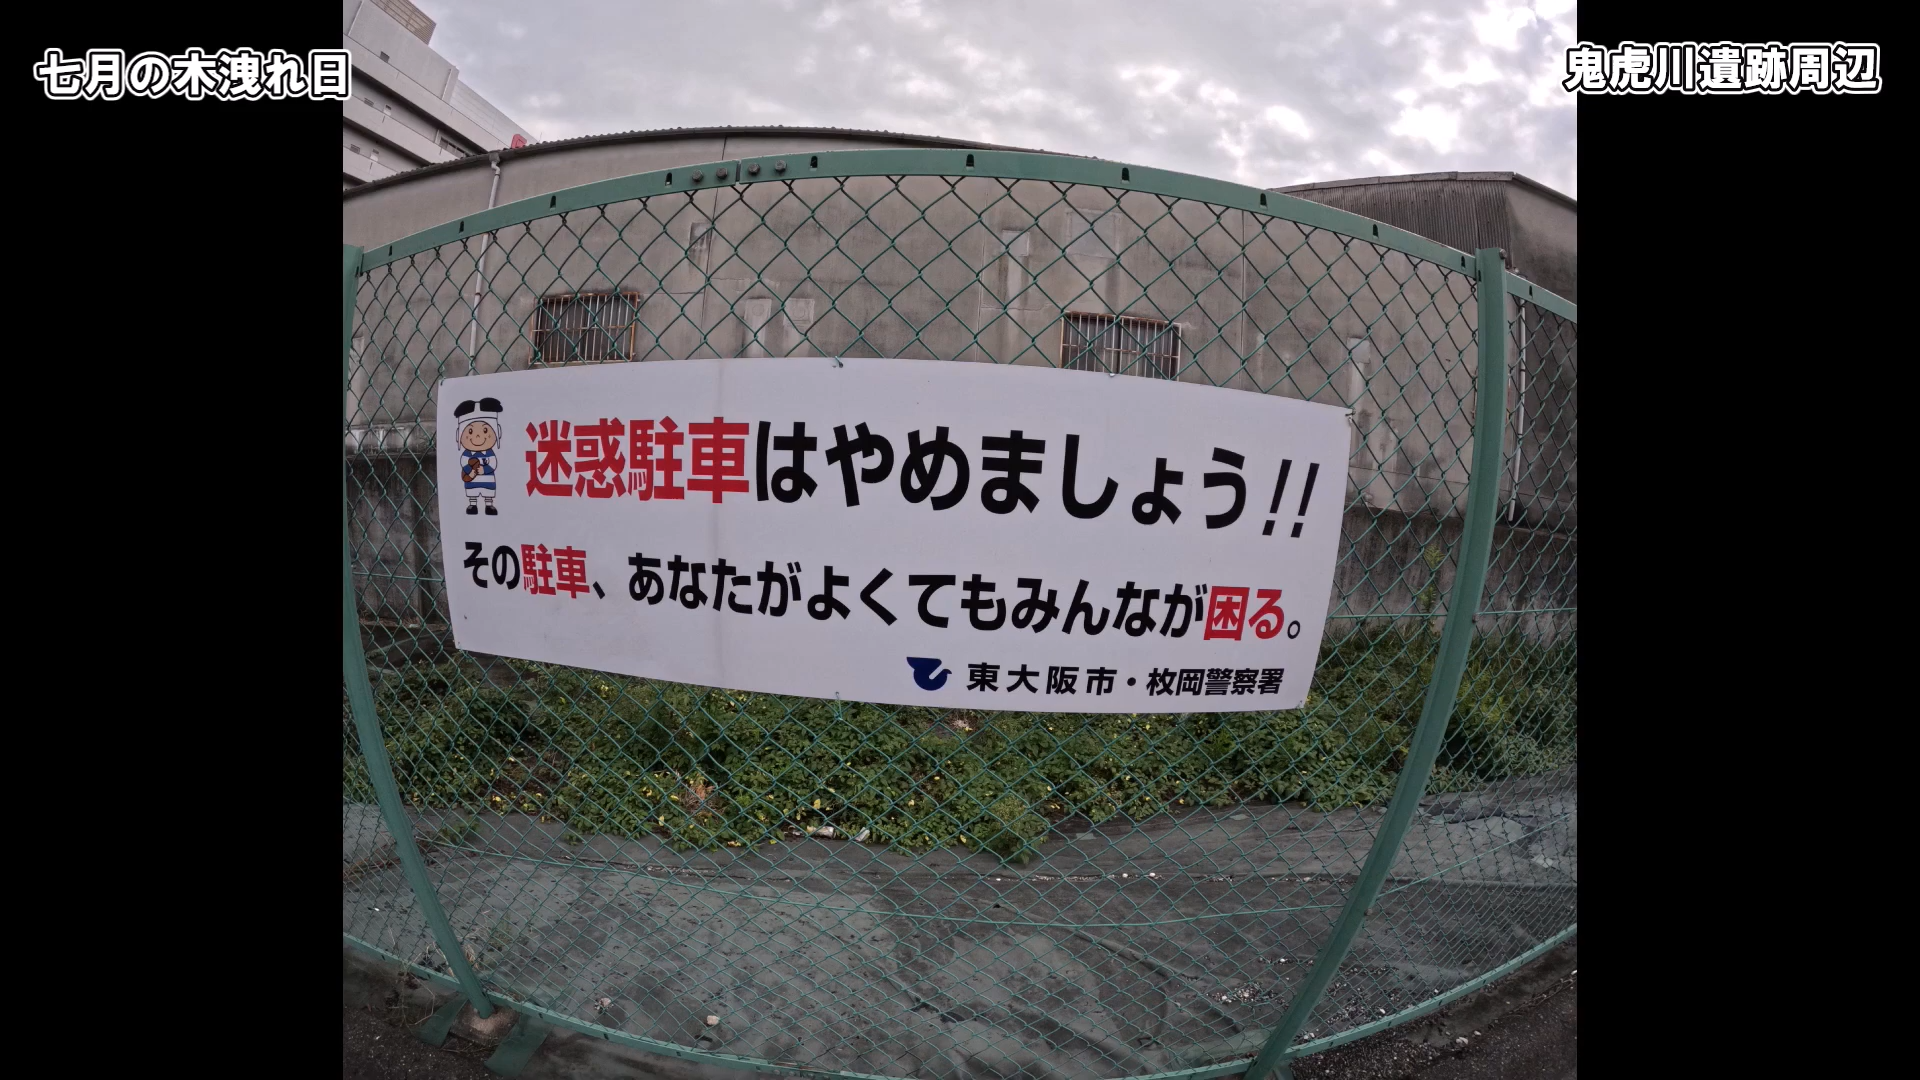 七月の木洩れ日
鬼虎川遺跡周辺
迷惑駐車はやめましょう!!
その駐車、あなたがよくてもみんなが困る。
東大阪市・枚岡警察署